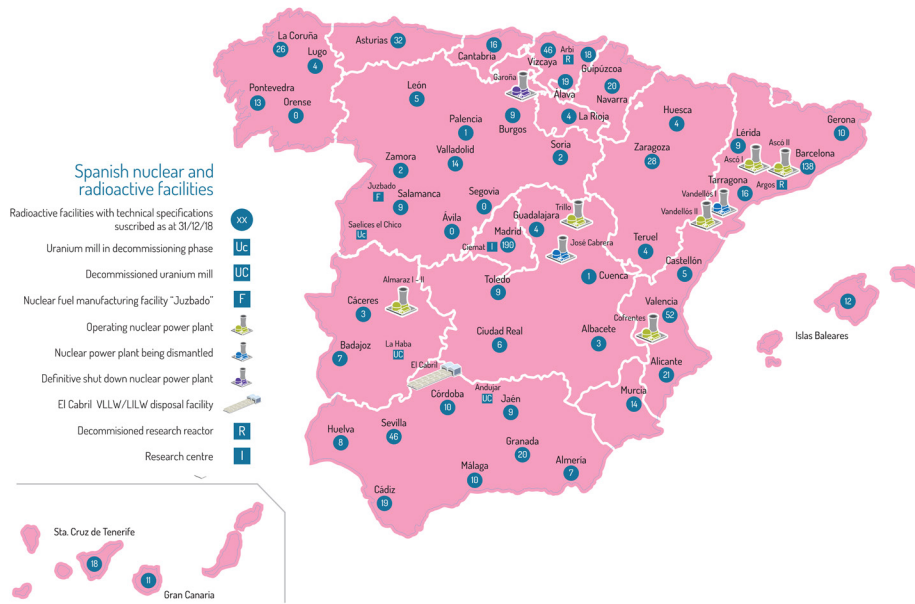 La Coruña
26
Lugo
4
Pontevedra
13
Orense
0
Asturias
32
Cantabria
16
46
Vizcaya
Arbi
R
18
Guipúzcoa
19
Álava
20
Navarra
Garoña
León
5
Palencia
1
9
Burgos
4
La Rioja
Huesca
4
Gerona
10
Lérida
9
Ascó I
Ascó II
Barcelona
138
Zamora
2
Valladolid
14
Soria
2
Zaragoza
28
Tarragona
16
Argos
R
Vandellós I
Vandellós II
Juzbado
F
Salamanca
9
Saelices el Chico
Uc
Segovia
0
Ávila
0
Guadalajara
4
Trillo
Madrid
190
Ciemat
I
José Cabrera
Teruel
4
Castellón
5
Toledo
9
1
Cuenca
Almaraz I - II
Cáceres
3
Valencia
52
Cofrentes
12
Islas Baleares
Badajoz
7
La Haba
UC
Ciudad Real
6
Albacete
3
Alicante
21
El Cabril
Córdoba
10
Andujar
UC
Jaén
9
Murcia
14
Huelva
8
Sevilla
46
Granada
20
Málaga
10
Almería
7
Cádiz
19
Spanish nuclear and
radioactive facilities
Radioactive facilities with technical specifications
suscribed as at 31/12/18
xx
Uranium mill in decommissioning phase
Uc
Decommissioned uranium mill
UC
Nuclear fuel manufacturing facility “Juzbado”
F
Operating nuclear power plant
Nuclear power plant being dismantled
Definitive shut down nuclear power plant
El Cabril VLLW/LILW disposal facility
Decommisioned research reactor
R
Research centre
I
Sta. Cruz de Tenerife
18
11
Gran Canaria